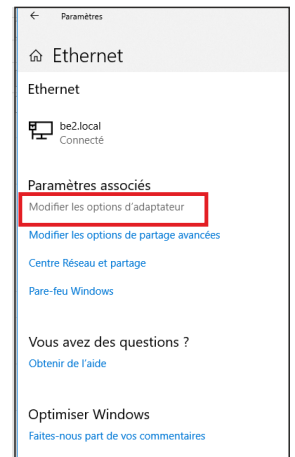 Paramètres
Ethernet
Ethernet
be2.local
Connecté
Paramètres associés
Modifier les options d'adaptateur
Modifier les options de partage avancées
Centre Réseau et partage
Pare-feu Windows
Vous avez des questions ?
Obtenir de l'aide
Optimiser Windows
Faites-nous part de vos commentaires